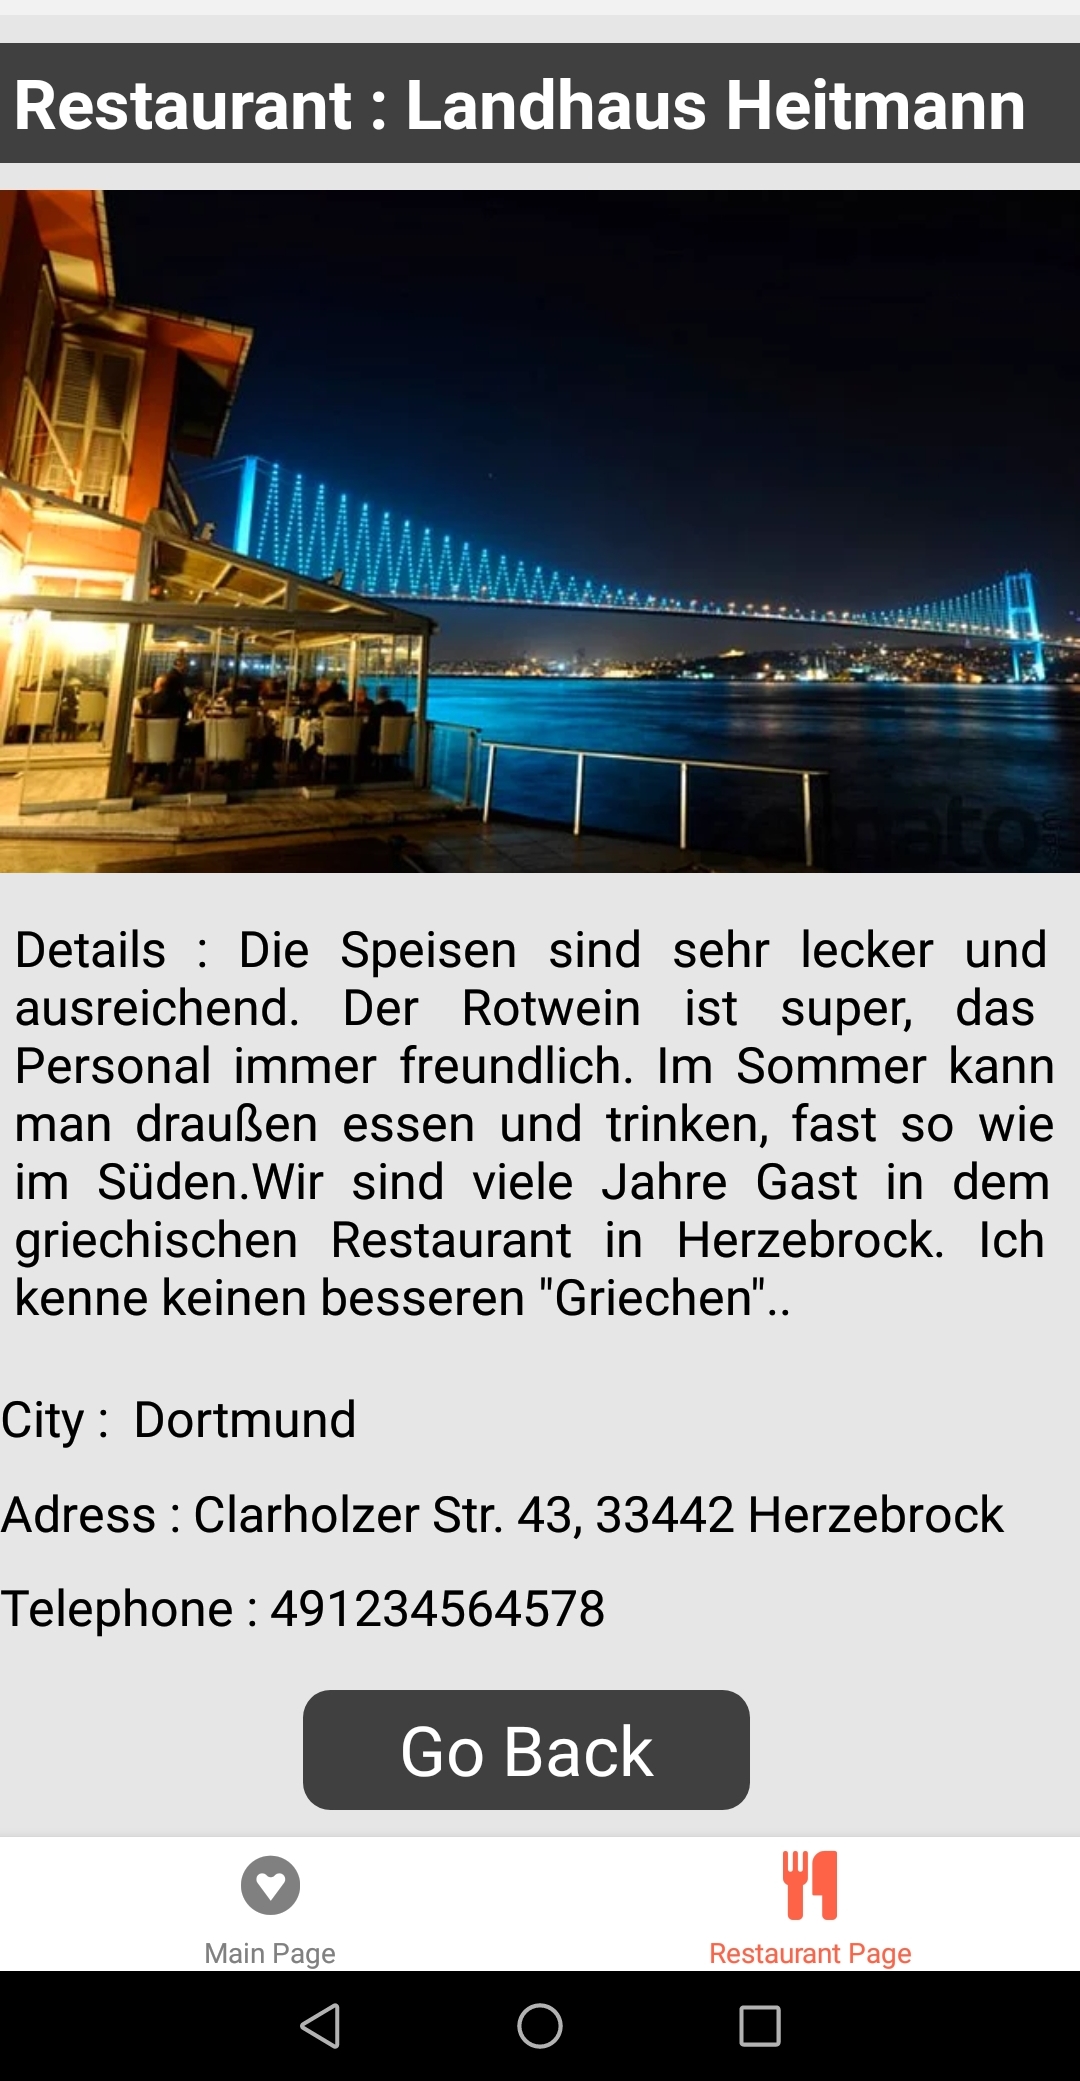 Restaurant : Landhaus Heitmann
Details : Die Speisen sind sehr lecker und
ausreichend. Der Rotwein ist super, das
Personal immer freundlich. Im Sommer kann
man draußen essen und trinken, fast so wie
im Süden.Wir sind viele Jahre Gast in dem
griechischen Restaurant in Herzebrock. Ich
kenne keinen besseren "Griechen"..
City : Dortmund
Adress : Clarholzer Str. 43, 33442 Herzebrock
Telephone : 491234564578
Go Back
Main Page
Restaurant Page